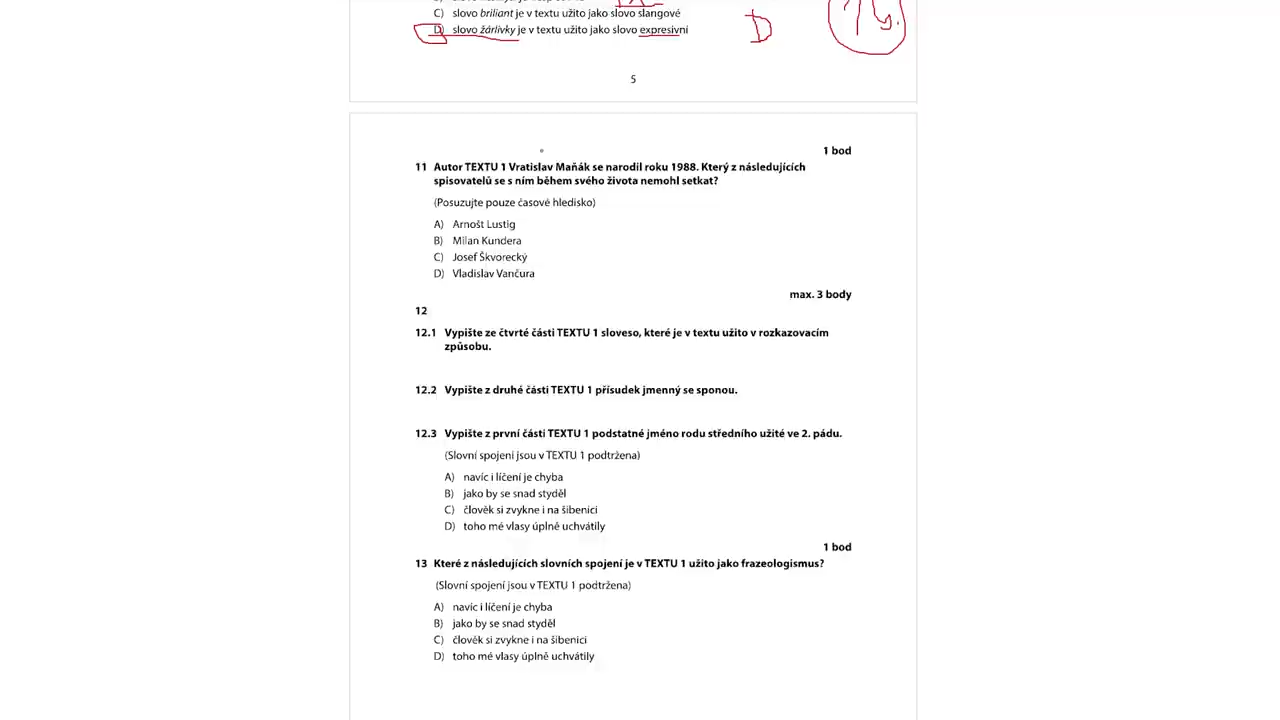 C) slovo briliant je v textu užito jako slovo slangové
D) slovo žárlivky je v textu užito jako slovo expresivní
D
y.
5
1 bod
11 Autor TEXTU 1 Vratislav Maňák se narodil roku 1988. Který z následujících
spisovatelů se s ním během svého života nemohl setkat?
(Posuzujte pouze časové hledisko)
A) Arnošt Lustig
B) Milan Kundera
C) Josef Škvorecký
D) Vladislav Vančura
max. 3 body
12
12.1 Vypište ze čtvrté části TEXTU 1 sloveso, které je v textu užito v rozkazovacím
způsobu.
12.2 Vypište z druhé části TEXTU 1 přísudek jmenný se sponou.
12.3 Vypište z první části TEXTU 1 podstatné jméno rodu středního užité ve 2. pádu.
(Slovní spojení jsou v TEXTU 1 podtržena)
A) navíc i líčení je chyba
B) jako by se snad styděl
C) člověk si zvykne i na šibenici
D) toho mé vlasy úplně uchvátily
1 bod
13 Které z následujících slovních spojení je v TEXTU 1 užito jako frazeologismus?
(Slovní spojení jsou v TEXTU 1 podtržena)
A) navíc i líčení je chyba
B) jako by se snad styděl
C) člověk si zvykne i na šibenici
D) toho mé vlasy úplně uchvátily